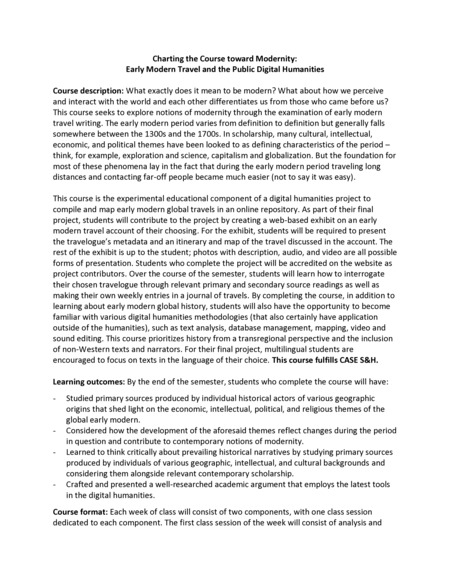 Charting the Course toward Modernity:
Early Modern Travel and the Public Digital Humanities
Course description: What exactly does it mean to be modern? What about how we perceive
and interact with the world and each other differentiates us from those who came before us?
This course seeks to explore notions of modernity through the examination of early modern
travel writing. The early modern period varies from definition to definition but generally falls
somewhere between the 1300s and the 1700s. In scholarship, many cultural, intellectual,
economic, and political themes have been looked to as defining characteristics of the period –
think, for example, exploration and science, capitalism and globalization. But the foundation for
most of these phenomena lay in the fact that during the early modern period traveling long
distances and contacting far-off people became much easier (not to say it was easy).
This course is the experimental educational component of a digital humanities project to
compile and map early modern global travels in an online repository. As part of their final
project, students will contribute to the project by creating a web-based exhibit on an early
modern travel account of their choosing. For the exhibit, students will be required to present
the travelogue's metadata and an itinerary and map of the travel discussed in the account. The
rest of the exhibit is up to the student; photos with description, audio, and video are all possible
forms of presentation. Students who complete the project will be accredited on the website as
project contributors. Over the course of the semester, students will learn how to interrogate
their chosen travelogue through relevant primary and secondary source readings as well as
making their own weekly entries in a journal of travels. By completing the course, in addition to
learning about early modern global history, students will also have the opportunity to become
familiar with various digital humanities methodologies (that also certainly have application
outside of the humanities), such as text analysis, database management, mapping, video and
sound editing. This course prioritizes history from a transregional perspective and the inclusion
of non-Western texts and narrators. For their final project, multilingual students are
encouraged to focus on texts in the language of their choice. This course fulfills CASE S&H.
Learning outcomes: By the end of the semester, students who complete the course will have:
- Studied primary sources produced by individual historical actors of various geographic
origins that shed light on the economic, intellectual, political, and religious themes of the
global early modern.
- Considered how the development of the aforesaid themes reflect changes during the period
in question and contribute to contemporary notions of modernity.
- Learned to think critically about prevailing historical narratives by studying primary sources
produced by individuals of various geographic, intellectual, and cultural backgrounds and
considering them alongside relevant contemporary scholarship.
- Crafted and presented a well-researched academic argument that employs the latest tools
in the digital humanities.
Course format: Each week of class will consist of two components, with one class session
dedicated to each component. The first class session of the week will consist of analysis and